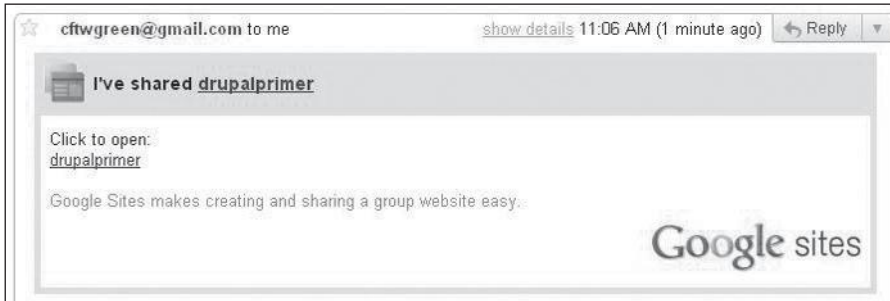 cftwgreen@gmail.com to me show details 11:06 AM (1 minute ago) Reply
I've shared drupalprimer
Click to open:
drupalprimer
Google Sites makes creating and sharing a group website easy.
Google sites